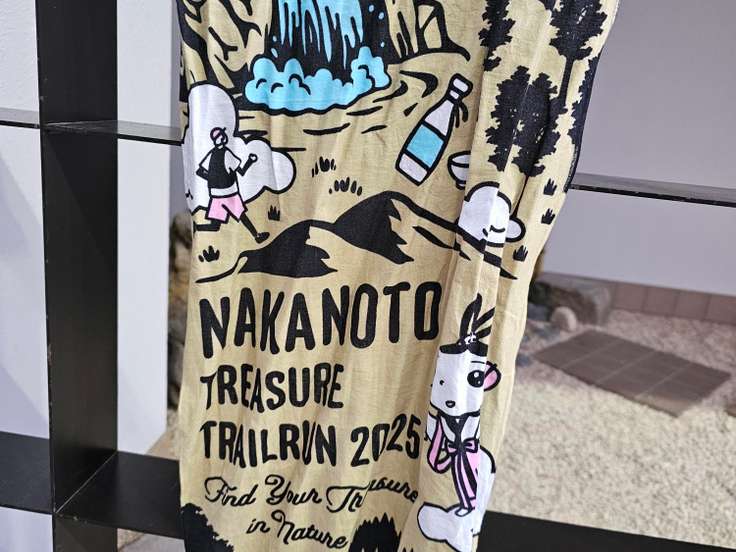 NAKANOTO
TREASURE
TRAILRUN 2025
Find Your Treasure
in Nature